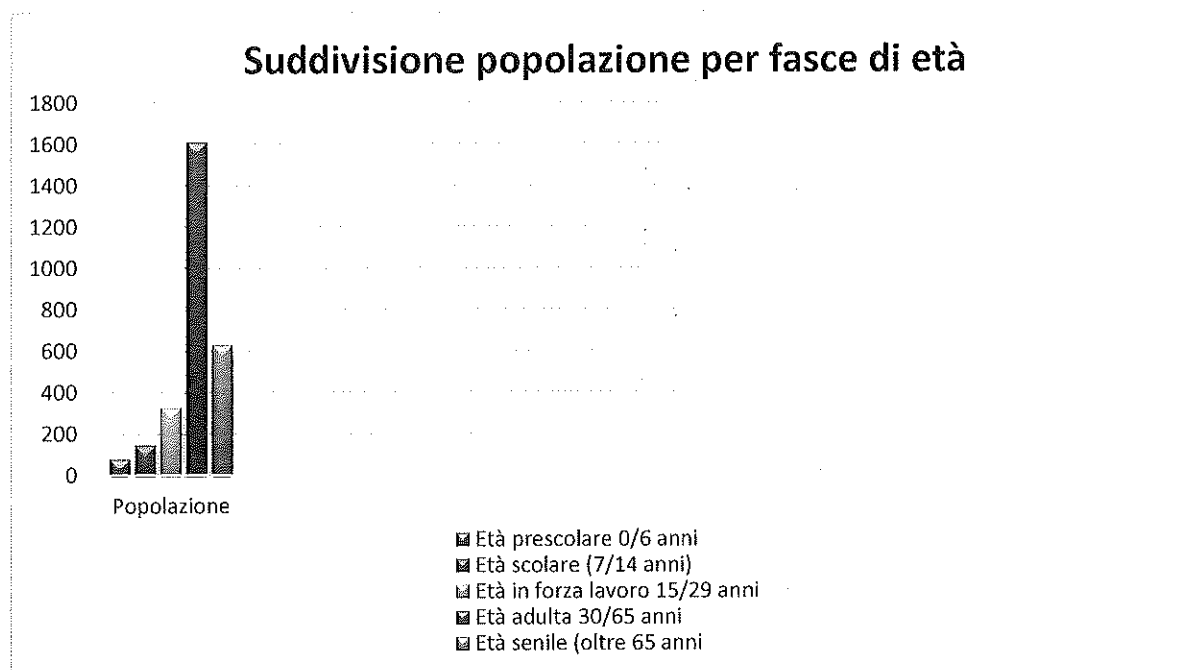 Suddivisione popolazione per fasce di età
1800
1600
1400
1200
1000
800
600
400
200
0
Popolazione
Età prescolare 0/6 anni
Età scolare (7/14 anni)
Età in forza lavoro 15/29 anni
Età adulta 30/65 anni
Età senile (oltre 65 anni